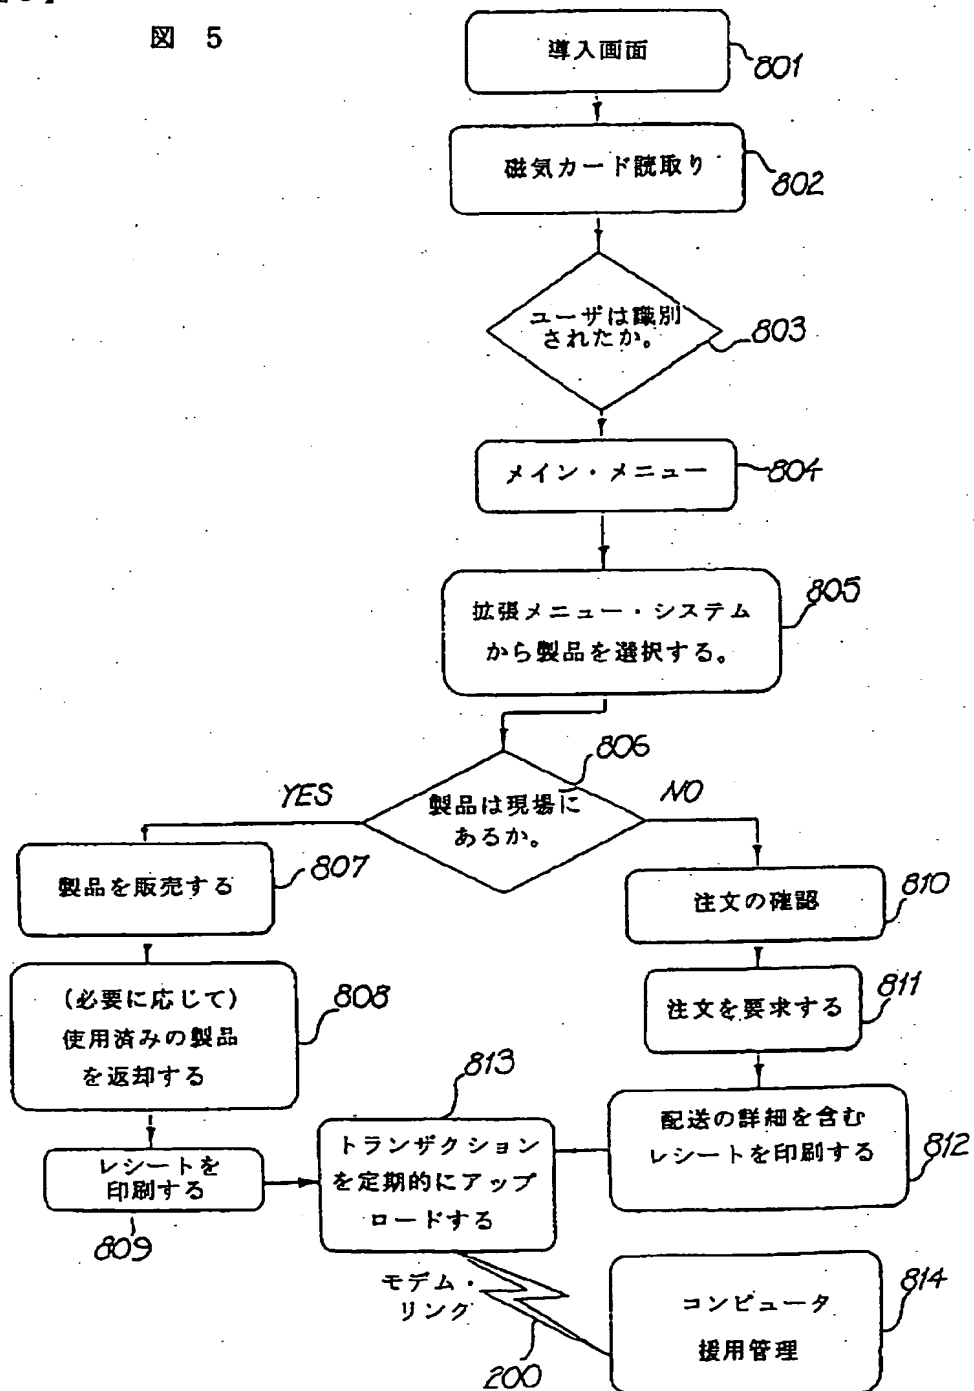 図 5
導入画面
801
磁気カード読取り
802
ユーザは識別
されたか。
803
メイン・メニュー
804
拡張メニュー・システム
から製品を選択する。
805
製品は現場に
あるか。
806
YES
NO
製品を販売する
807
(必要に応じて)
使用済みの製品
を返却する
808
レシートを
印刷する
809
注文の確認
810
注文を要求する
811
配送の詳細を含む
レシートを印刷する
812
トランザクション
を定期的にアップ
ロードする
813
モデム・
リンク
200
コンピュータ
援用管理
814